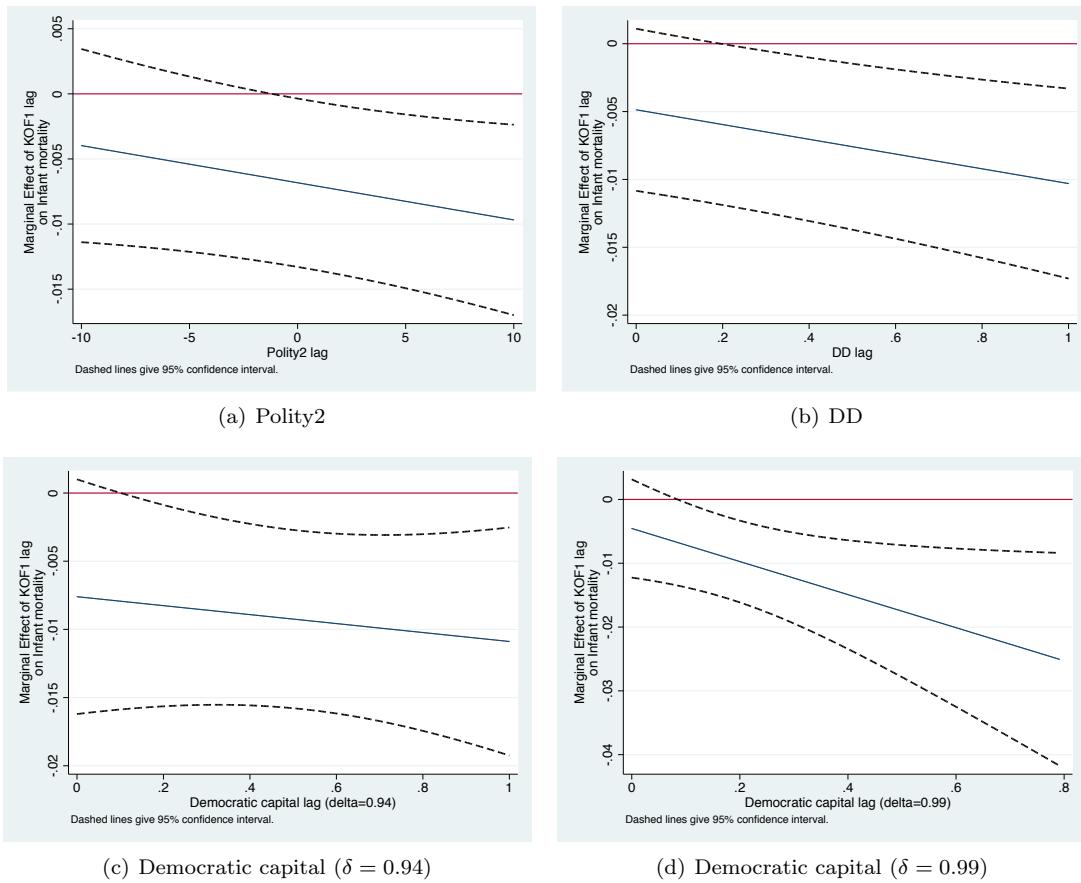 .005
0
-.005
-.01
-.015
Marginal Effect of KOF1 lag
on Infant mortality
-10
-5
0
5
10
Polity2 lag
Dashed lines give 95% confidence interval.
(a) Polity2
0
-.005
-.01
-.015
-.02
Marginal Effect of KOF1 lag
on Infant mortality
0
.2
.4
.6
.8
1
DD lag
Dashed lines give 95% confidence interval.
(b) DD
0
-.005
-.01
-.015
-.02
Marginal Effect of KOF1 lag
on Infant mortality
0
.2
.4
.6
.8
1
Democratic capital lag (delta=0.94)
Dashed lines give 95% confidence interval.
(c) Democratic capital (δ = 0.94)
0
-.01
-.02
-.03
-.04
Marginal Effect of KOF1 lag
on Infant mortality
0
.2
.4
.6
.8
Democratic capital lag (delta=0.99)
Dashed lines give 95% confidence interval.
(d) Democratic capital (δ = 0.99)